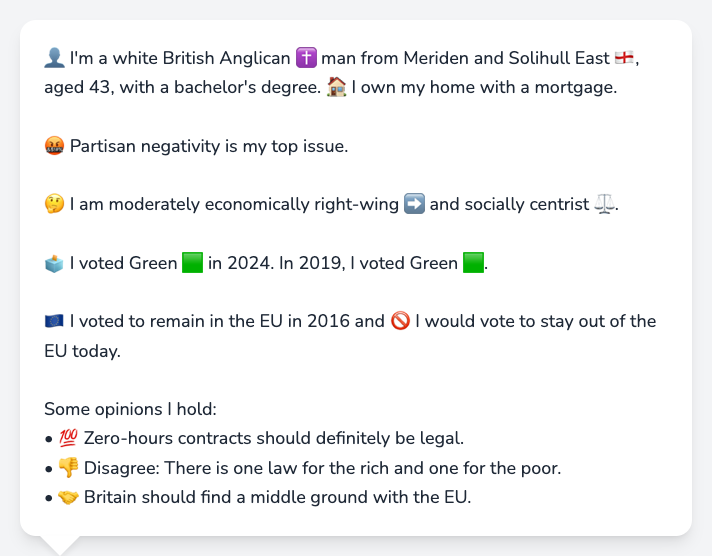 👤 I'm a white British Anglican ✝️ man from Meriden and Solihull East 🏴󠁧󠁢󠁥󠁮󠁧󠁿,
aged 43, with a bachelor's degree. 🏠 I own my home with a mortgage.
🤬 Partisan negativity is my top issue.
🤔 I am moderately economically right-wing ➡️ and socially centrist ⚖️.
🗳️ I voted Green 🟩 in 2024. In 2019, I voted Green 🟩.
🇪🇺 I voted to remain in the EU in 2016 and 🚫 I would vote to stay out of the
EU today.
Some opinions I hold:
• 💯 Zero-hours contracts should definitely be legal.
• 👎 Disagree: There is one law for the rich and one for the poor.
• 🤝 Britain should find a middle ground with the EU.